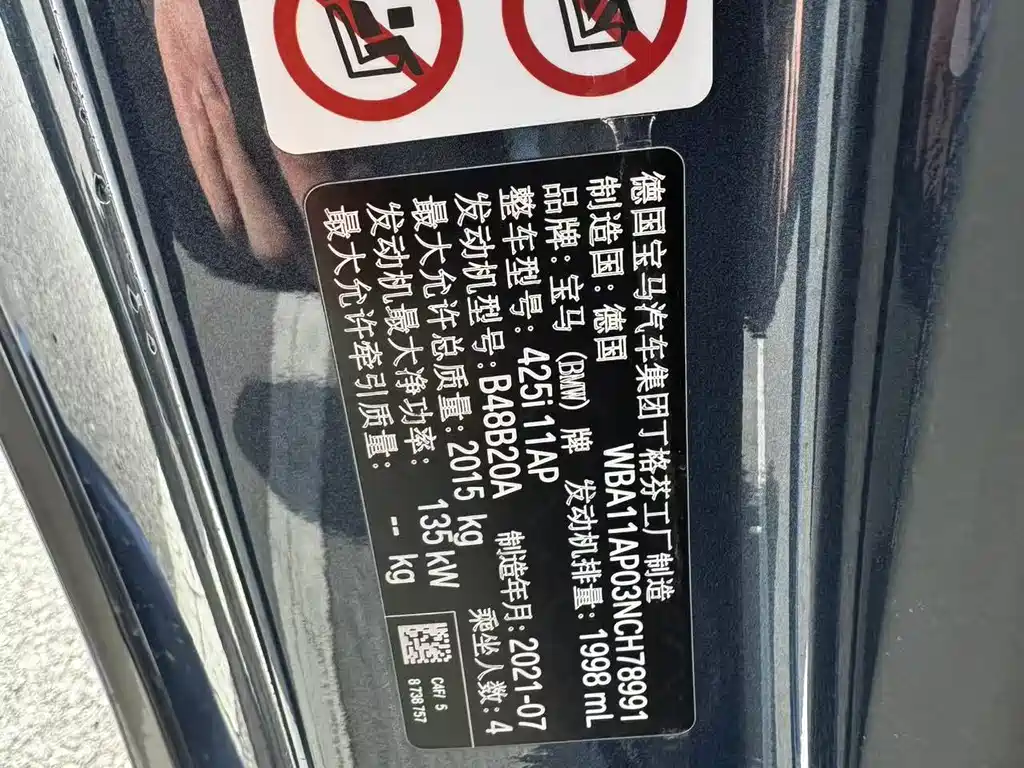 德国宝马汽车集团丁格芬工厂制造
制造国：德国 WBA11AP03NCH78991
品牌：宝马 (BMW) 牌 发动机排量：1998 mL
整车型号：425i 11AP 制造年月：2021-07
发动机型号：B48B20A 乘坐人数：4
最大允许总质量：2015 kg
发动机最大净功率： 135 kW
最大允许牵引质量： -- kg
C4F/ 5
8 738 757